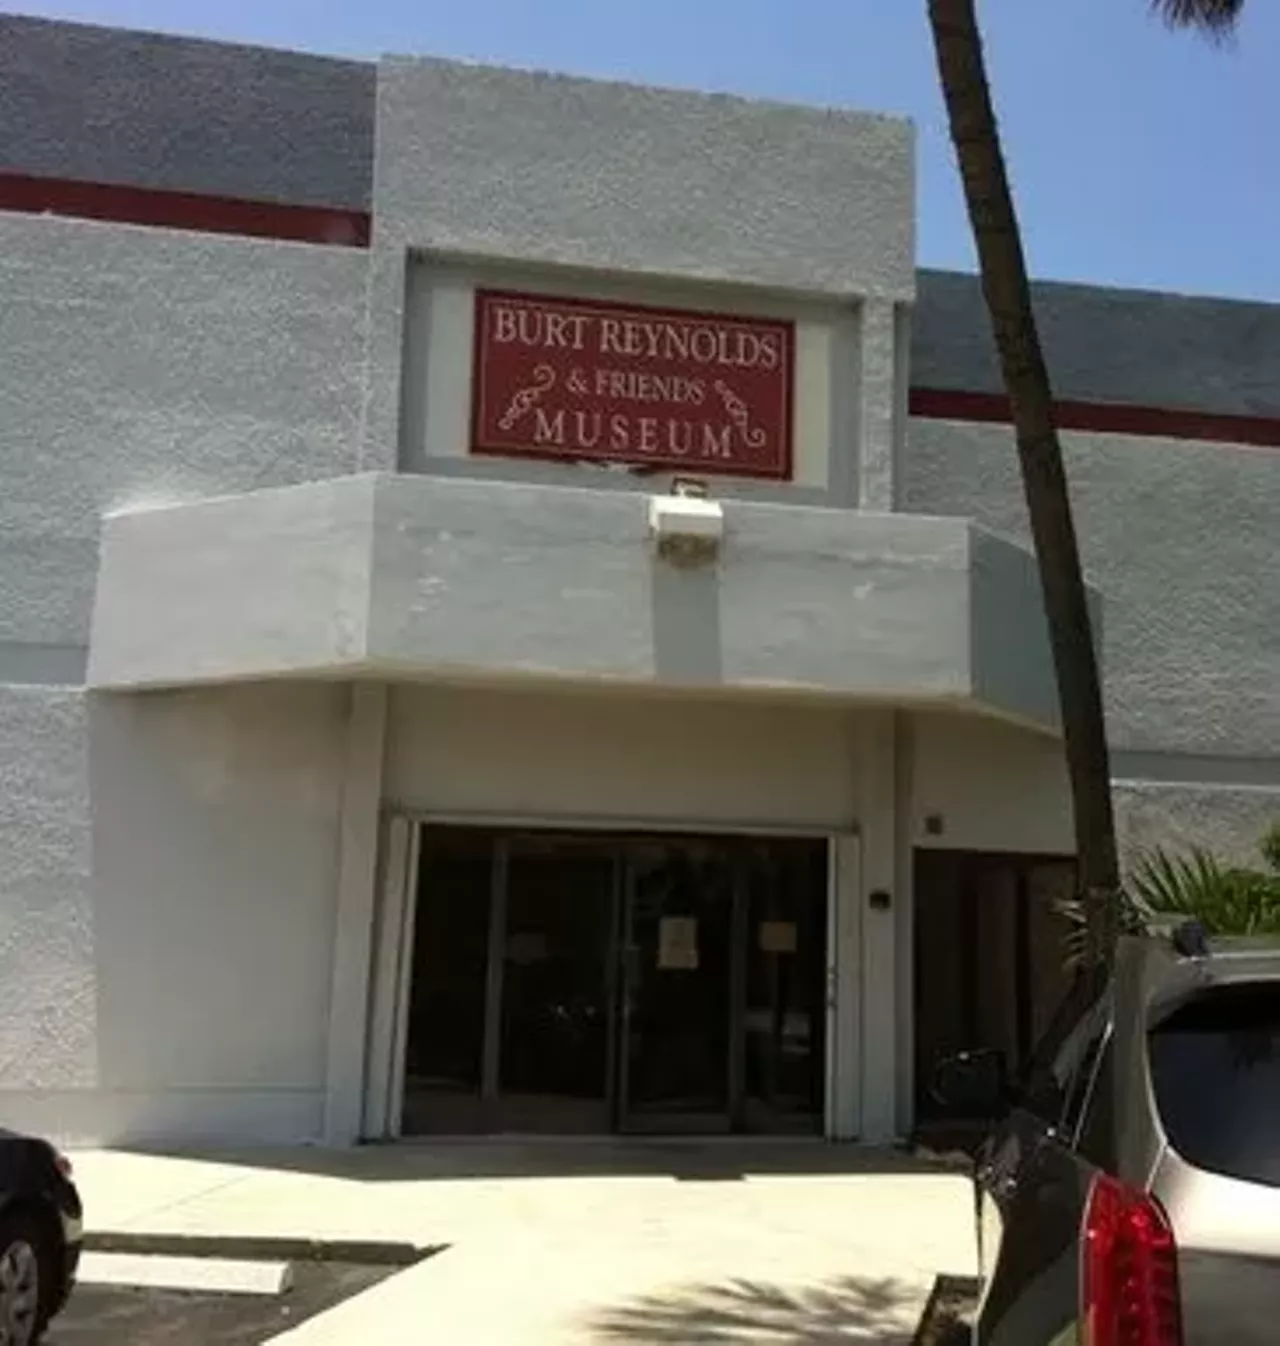 BURT REYNOLDS
& FRIENDS
MUSEUM